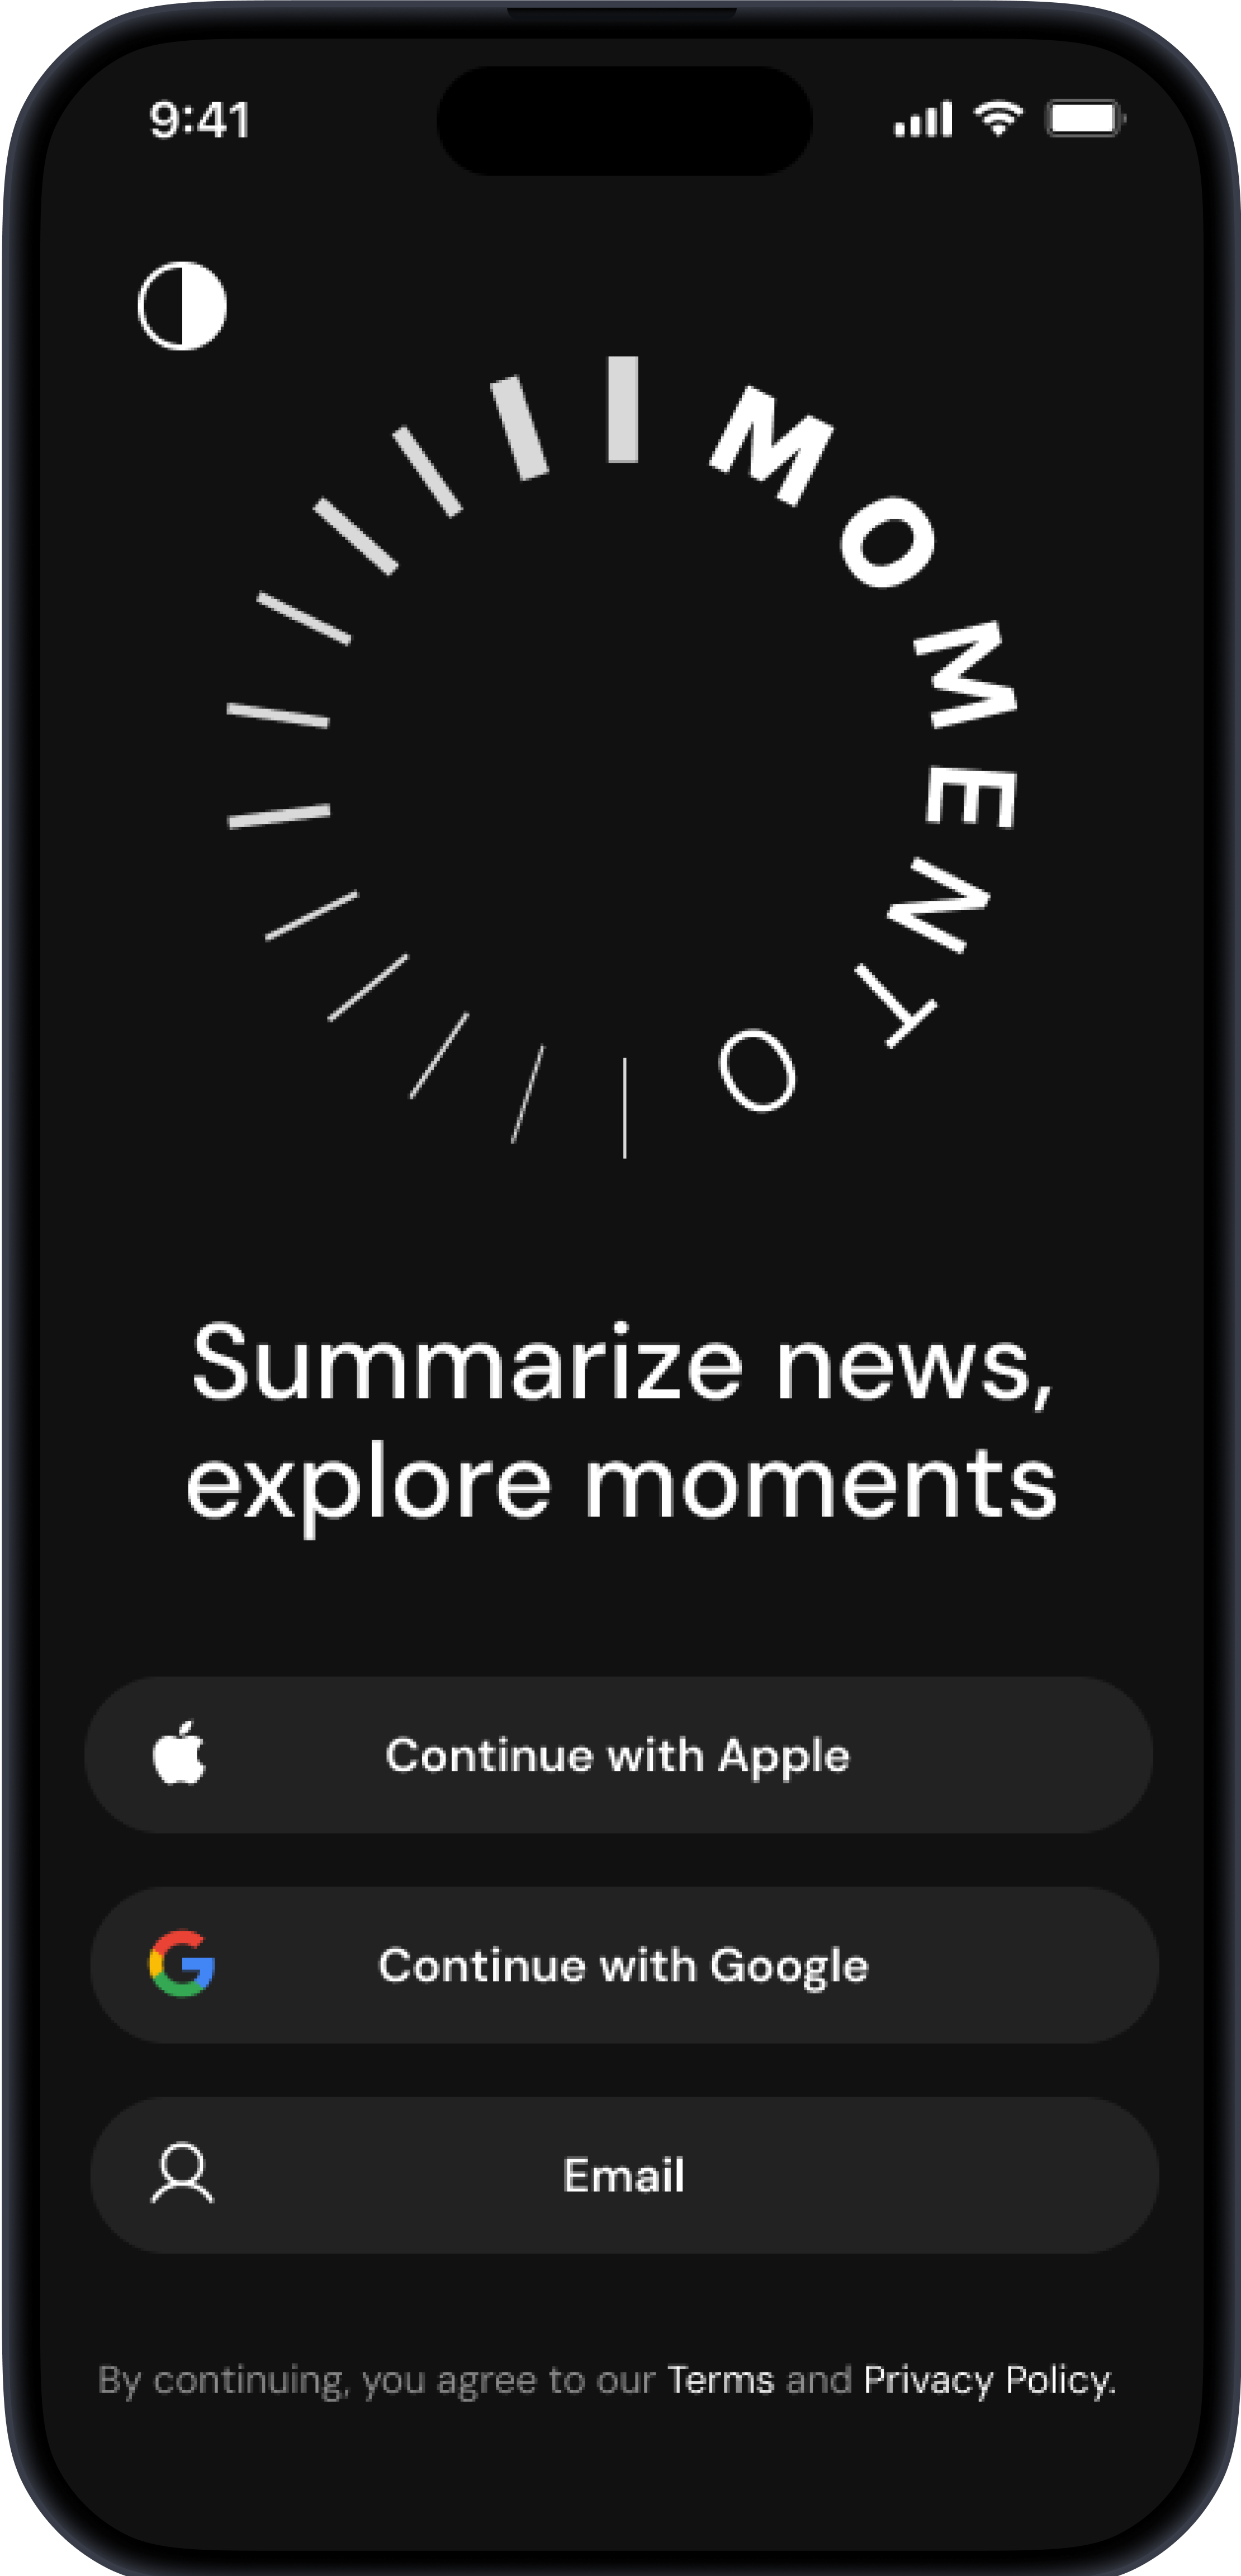 9:41
MOMENTO
Summarize news,
explore moments
Continue with Apple
Continue with Google
Email
By continuing, you agree to our Terms and Privacy Policy.